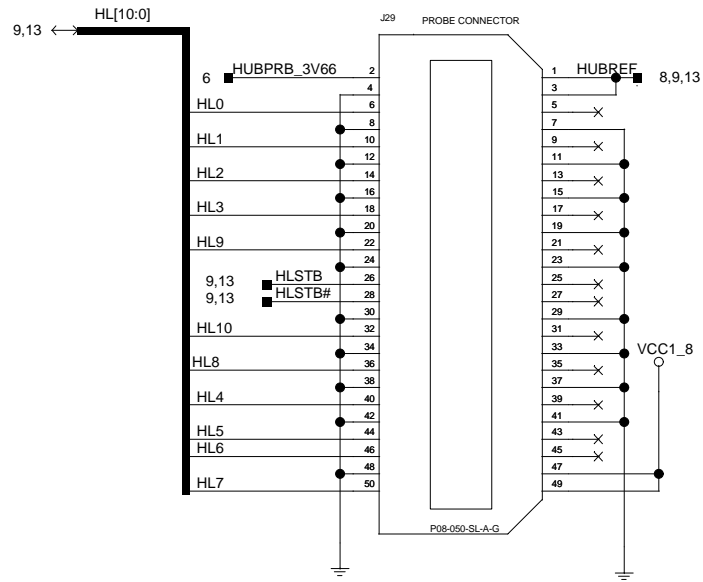 HL[10:0]
9,13
J29 PROBE CONNECTOR
6 HUBPRB_3V66 2 1 HUBREF 8,9,13
4 3
HL0 6 5
8 7
HL1 10 9
12 11
HL2 14 13
16 15
HL3 18 17
20 19
HL9 22 21
24 23
9,13 HLSTB 26 25
9,13 HLSTB# 28 27
30 29
HL10 32 31
34 33
VCC1_8
HL8 36 35
38 37
HL4 40 39
42 41
HL5 44 43
HL6 46 45
48 47
HL7 50 49
P08-050-SL-A-G